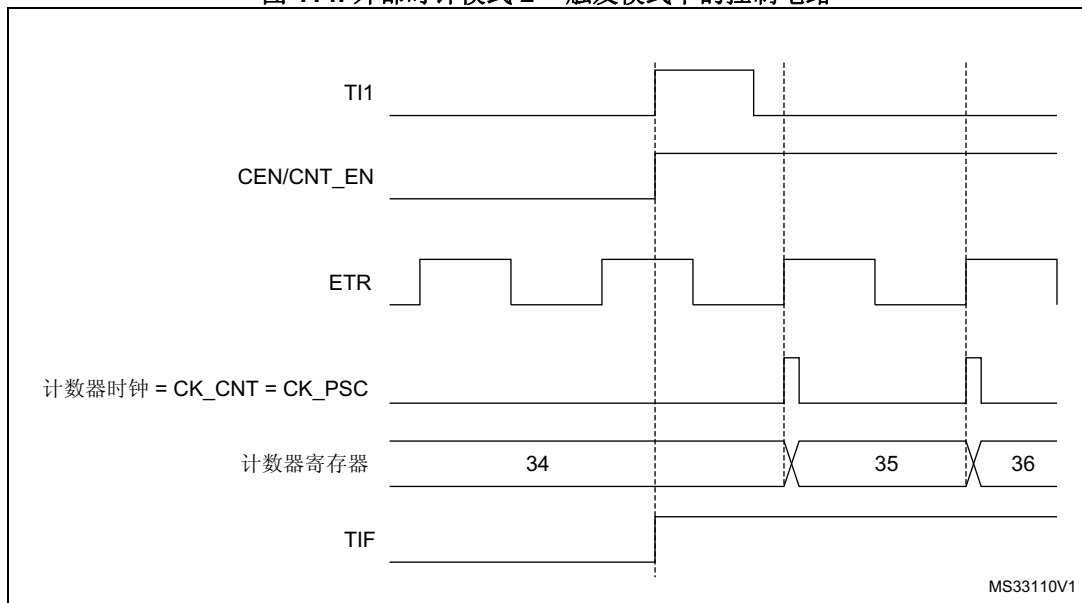 TI1
CEN/CNT_EN
ETR
计数器时钟 = CK_CNT = CK_PSC
计数器寄存器 34 35 36
TIF
MS33110V1